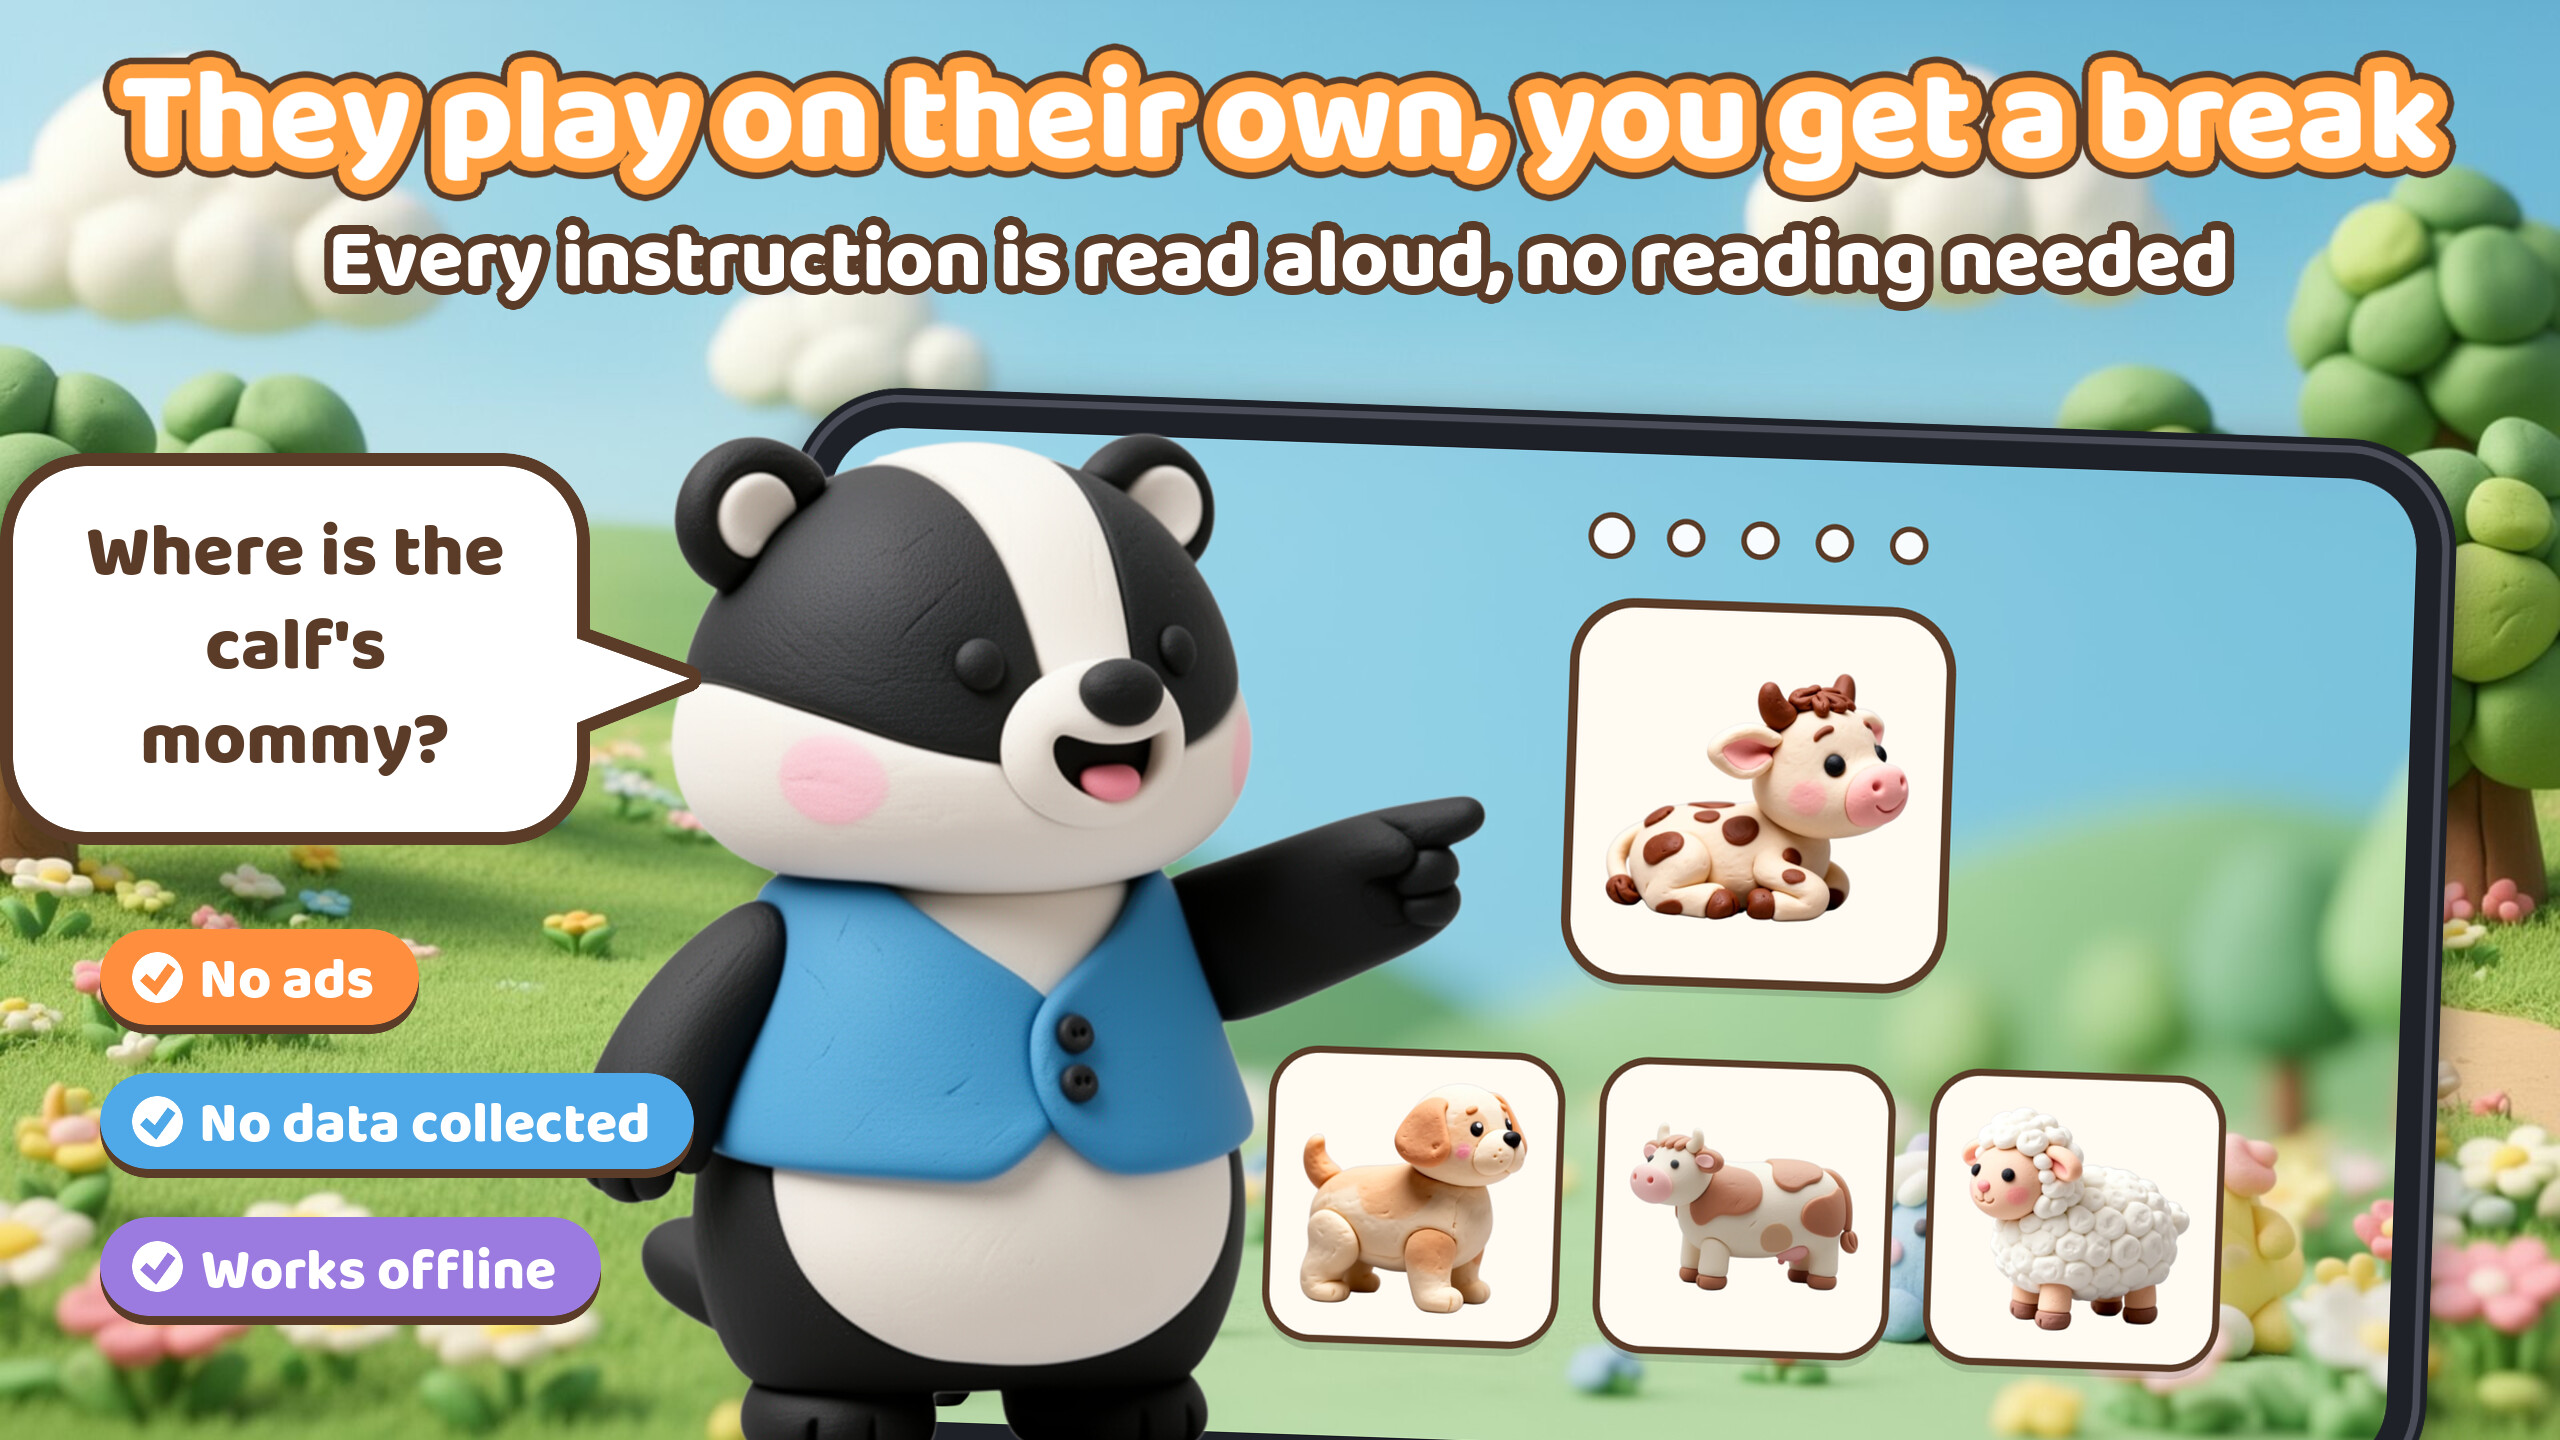 They play on their own, you get a break
Every instruction is read aloud, no reading needed
Where is the
calf's
mommy?
No ads
No data collected
Works offline